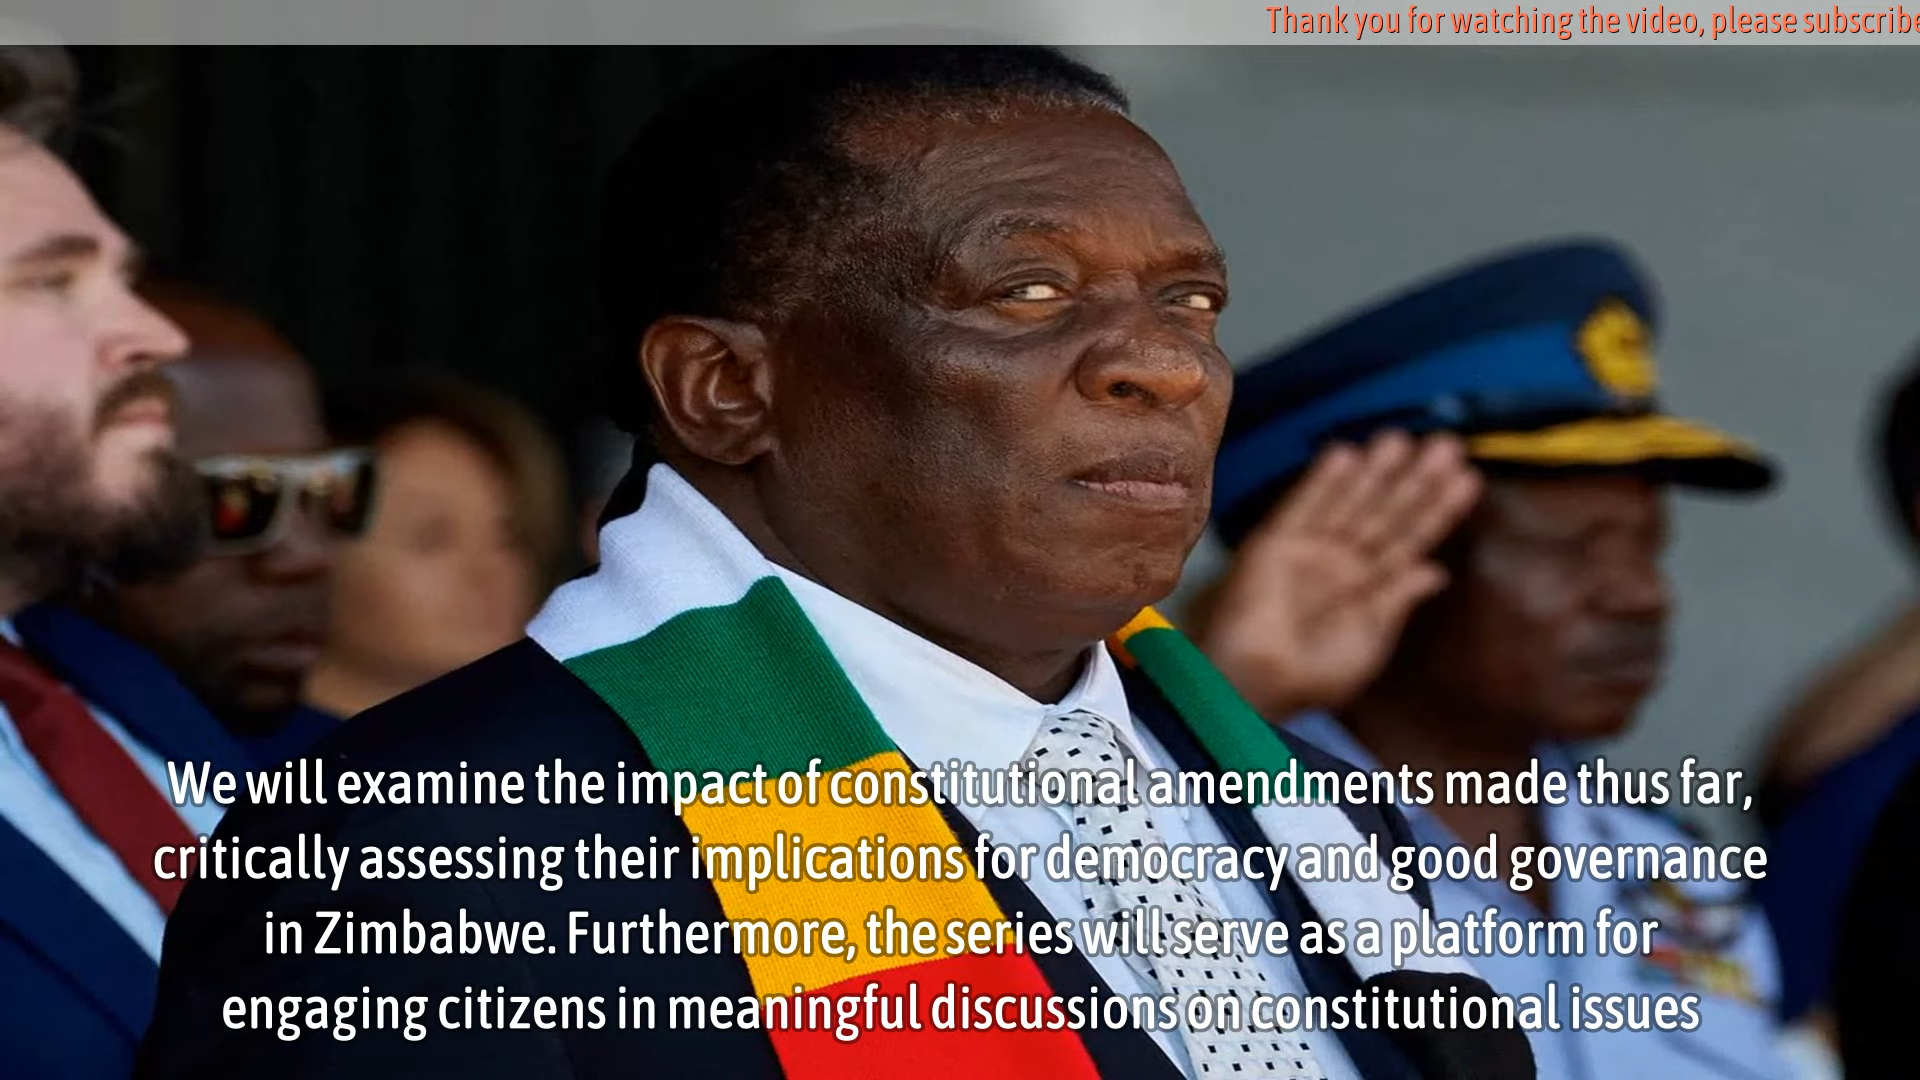 Thank you for watching the video, please subscribe
We will examine the impact of constitutional amendments made thus far,
critically assessing their implications for democracy and good governance
in Zimbabwe. Furthermore, the series will serve as a platform for
engaging citizens in meaningful discussions on constitutional issues